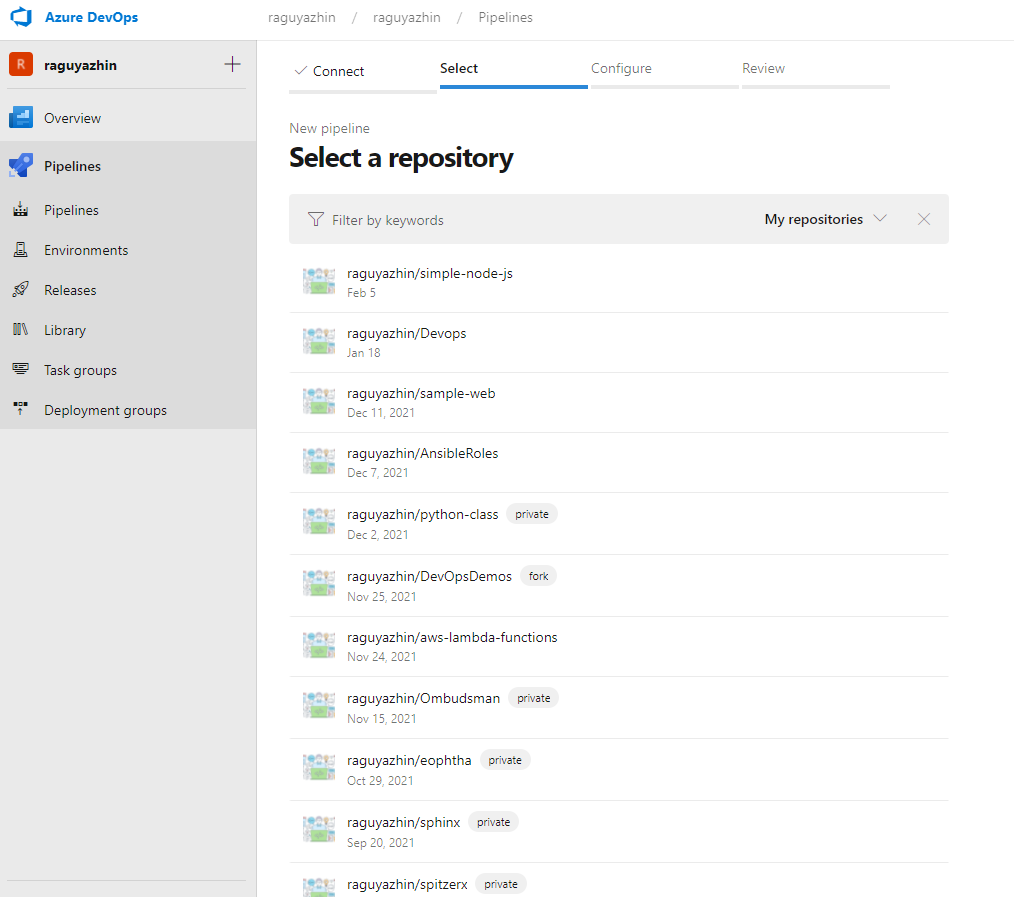 Azure DevOps
raguyazhin / raguyazhin / Pipelines
R raguyazhin
Overview
Pipelines
Pipelines
Environments
Releases
Library
Task groups
Deployment groups
Connect Select Configure Review
New pipeline
Select a repository
Filter by keywords My repositories
raguyazhin/simple-node-js
Feb 5
raguyazhin/Devops
Jan 18
raguyazhin/sample-web
Dec 11, 2021
raguyazhin/AnsibleRoles
Dec 7, 2021
raguyazhin/python-class private
Dec 2, 2021
raguyazhin/DevOpsDemos fork
Nov 25, 2021
raguyazhin/aws-lambda-functions
Nov 24, 2021
raguyazhin/Ombudsman private
Nov 15, 2021
raguyazhin/eophtha private
Oct 29, 2021
raguyazhin/sphinx private
Sep 20, 2021
raguyazhin/spitzerx private